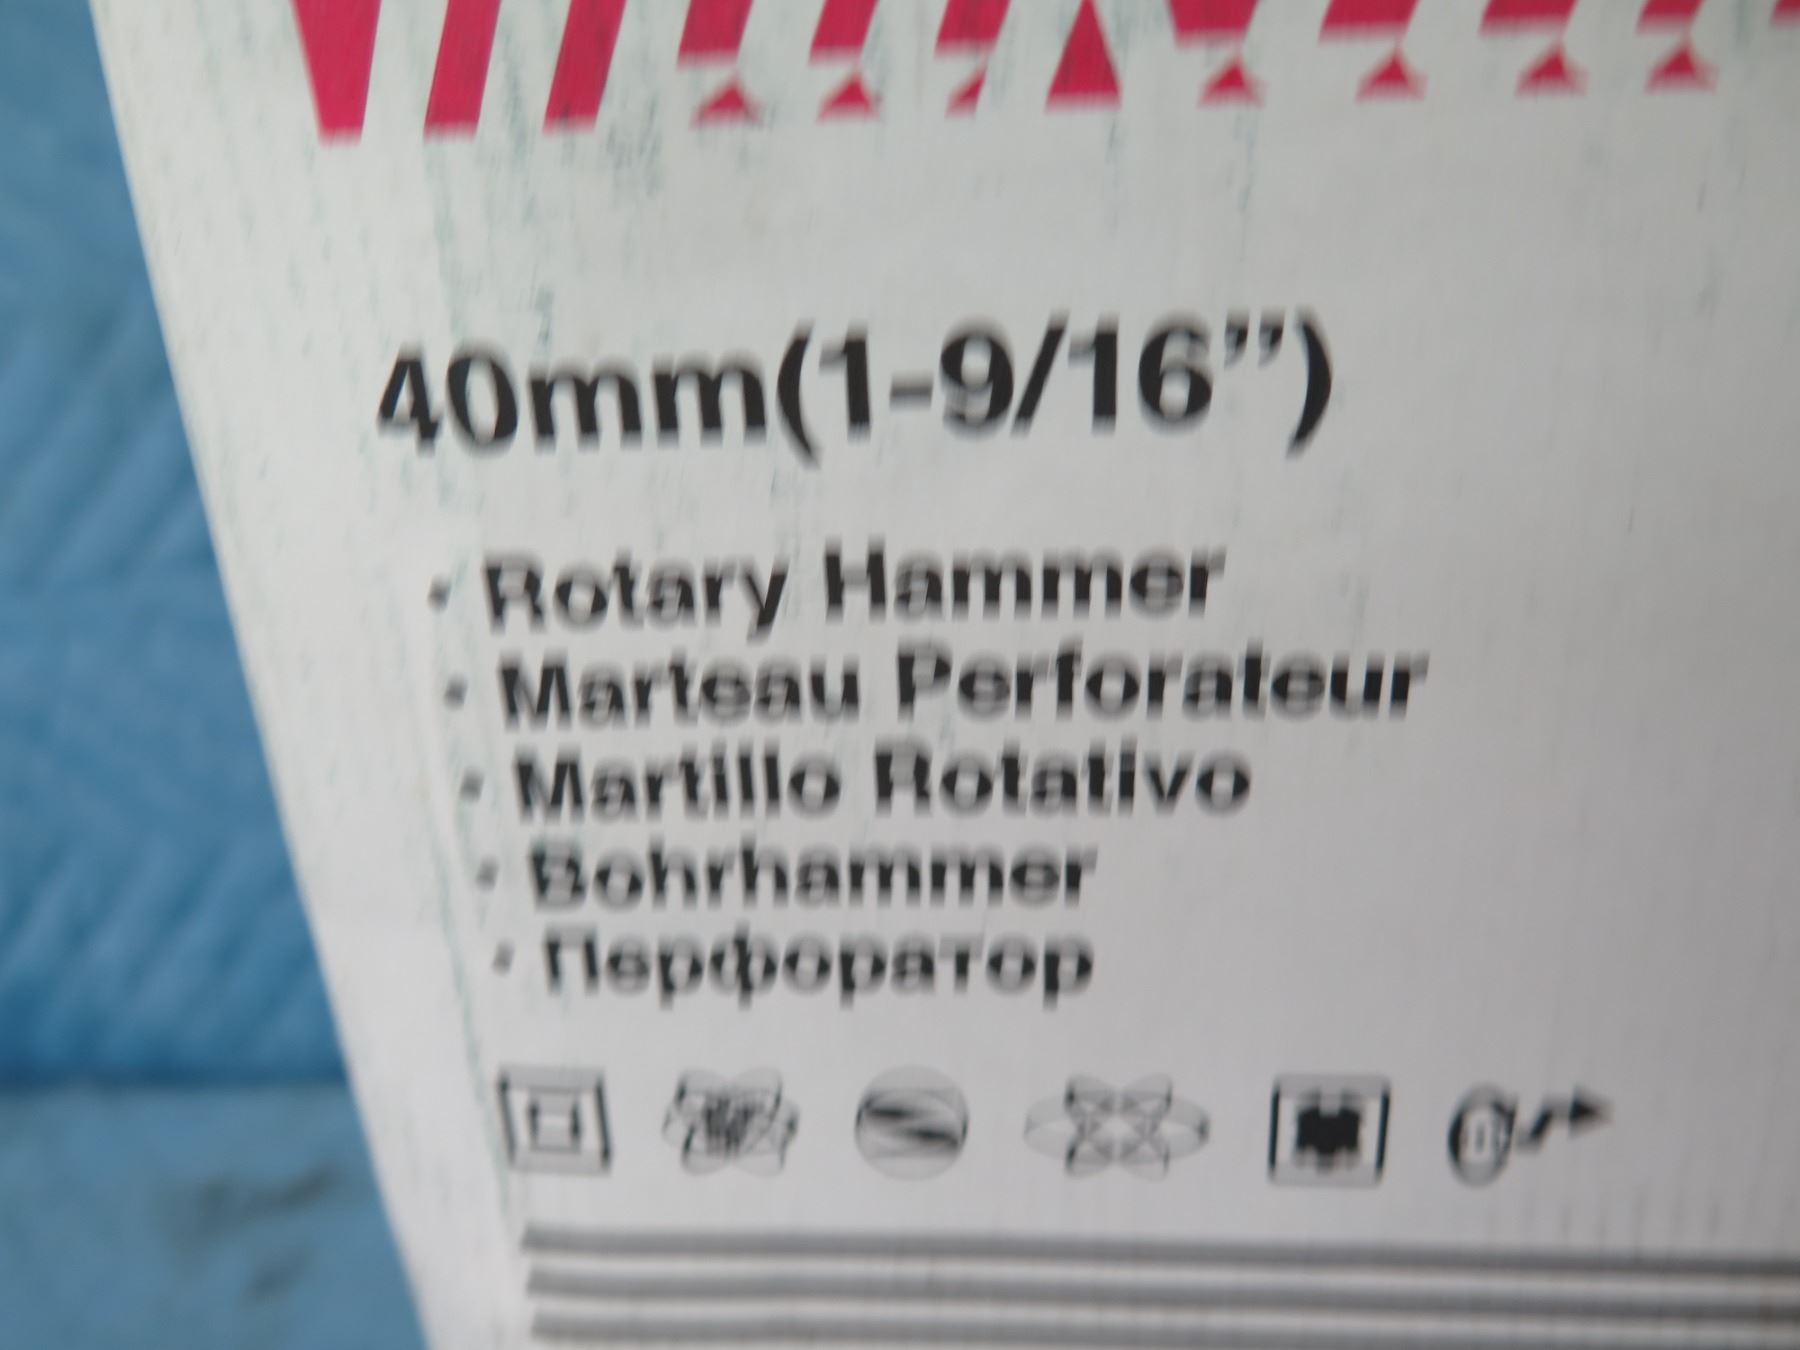 40mm(1-9/16”)
· Rotary Hammer
· Marteau Perforateur
· Martillo Rotativo
· Bohrhammer
· Перфоратор